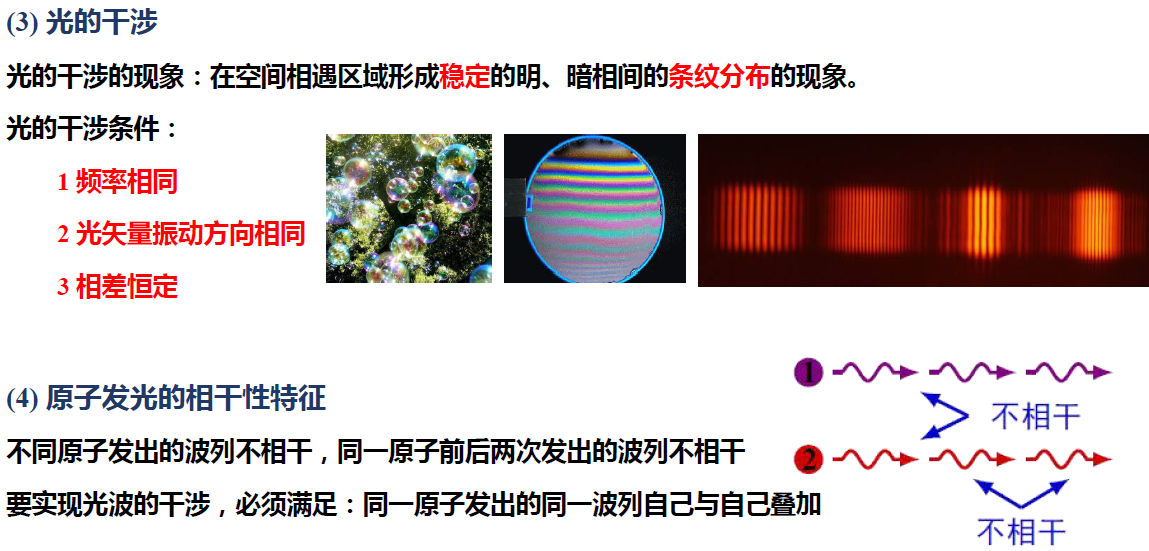 (3) 光的干涉
光的干涉的现象：在空间相遇区域形成稳定的明、暗相间的条纹分布的现象。
光的干涉条件：
1 频率相同
2 光矢量振动方向相同
3 相差恒定
(4) 原子发光的相干性特征
不同原子发出的波列不相干，同一原子前后两次发出的波列不相干
要实现光波的干涉，必须满足：同一原子发出的同一波列自己与自己叠加
1
不相干
2
不相干